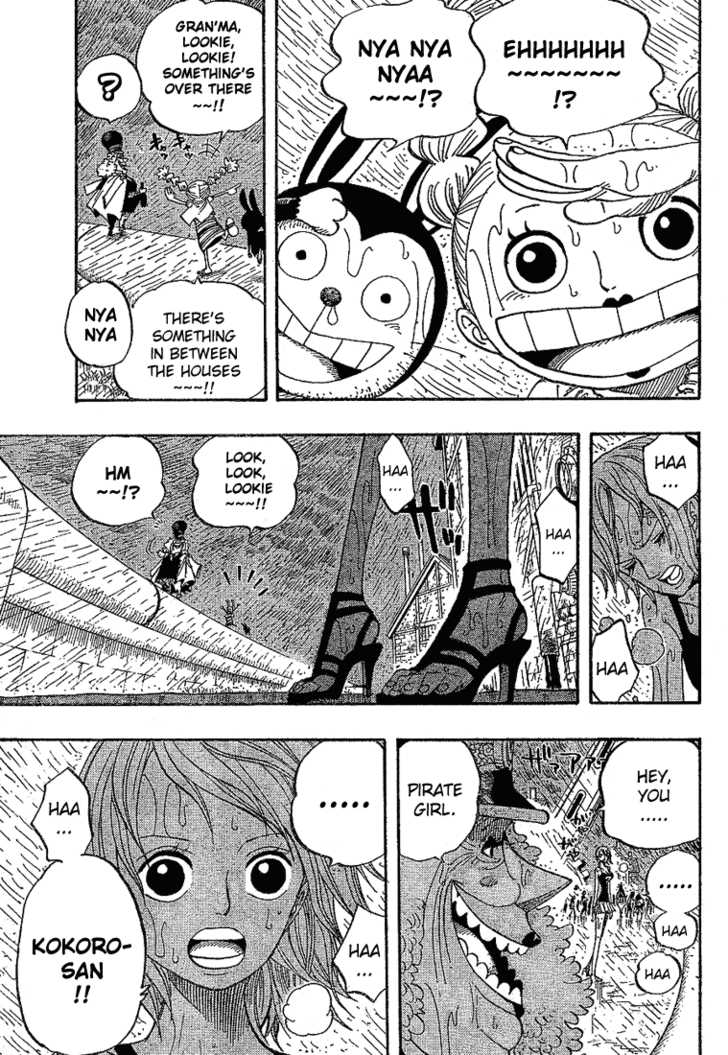 EHHHHHHH
~~~~~~~
!?
NYA NYA
NYAA
~~~!?
GRAN'MA,
LOOKIE,
LOOKIE!
SOMETHING'S
OVER THERE
~~!!
?
THERE'S
SOMETHING
IN BETWEEN
THE HOUSES
~~~!!
NYA
NYA
HAA
...
HAA
HAA
...
HAA
...
LOOK,
LOOK,
LOOKIE
~~~!!
HM
~~!?
HEY,
YOU
.....
PIRATE
GIRL.
.....
HAA
HAA
.....
HAA
...
HAA
...
KOKORO-
SAN
!!